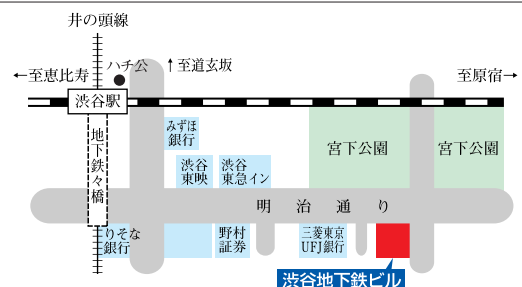 井の頭線
ハチ公
↑至道玄坂
←至恵比寿
至原宿→
渋谷駅
みずほ
銀行
宮下公園
宮下公園
地下鉄々橋
渋谷
東映
渋谷
東急イン
明治通り
りそな
銀行
野村
証券
三菱東京
UFJ銀行
渋谷地下鉄ビル